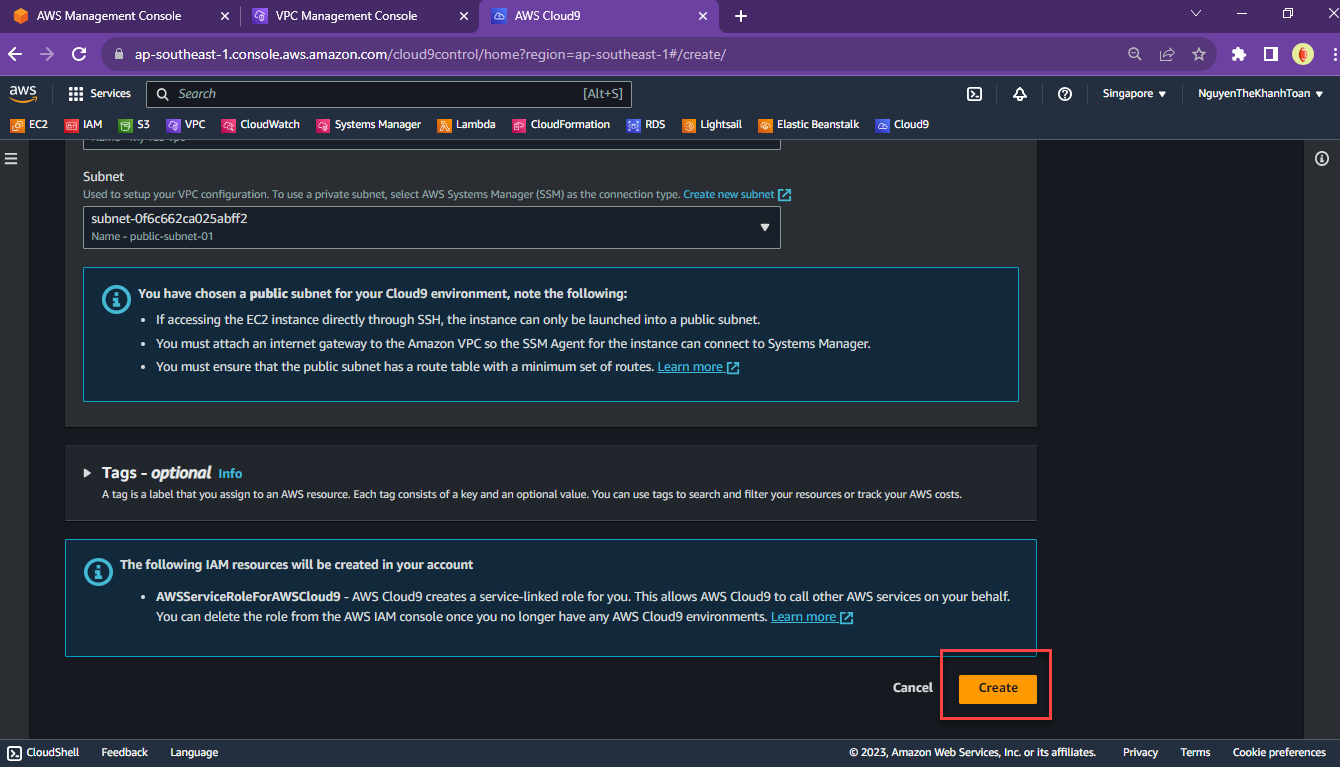 AWS Management Console
VPC Management Console
AWS Cloud9
ap-southeast-1.console.aws.amazon.com/cloud9control/home?region=ap-southeast-1#/create/
aws
Services
Search
[Alt+S]
Singapore
NguyenTheKhanhToan
EC2
IAM
S3
VPC
CloudWatch
Systems Manager
Lambda
CloudFormation
RDS
Lightsail
Elastic Beanstalk
Cloud9
Subnet
Used to setup your VPC configuration. To use a private subnet, select AWS Systems Manager (SSM) as the connection type. Create new subnet
subnet-0f6c662ca025abff2
Name - public-subnet-01
You have chosen a public subnet for your Cloud9 environment, note the following:
• If accessing the EC2 instance directly through SSH, the instance can only be launched into a public subnet.
• You must attach an internet gateway to the Amazon VPC so the SSM Agent for the instance can connect to Systems Manager.
• You must ensure that the public subnet has a route table with a minimum set of routes. Learn more
Tags - optional Info
A tag is a label that you assign to an AWS resource. Each tag consists of a key and an optional value. You can use tags to search and filter your resources or track your AWS costs.
The following IAM resources will be created in your account
• AWSServiceRoleForAWSCloud9 - AWS Cloud9 creates a service-linked role for you. This allows AWS Cloud9 to call other AWS services on your behalf.
You can delete the role from the AWS IAM console once you no longer have any AWS Cloud9 environments. Learn more
Cancel
Create
CloudShell
Feedback
Language
© 2023, Amazon Web Services, Inc. or its affiliates.
Privacy
Terms
Cookie preferences